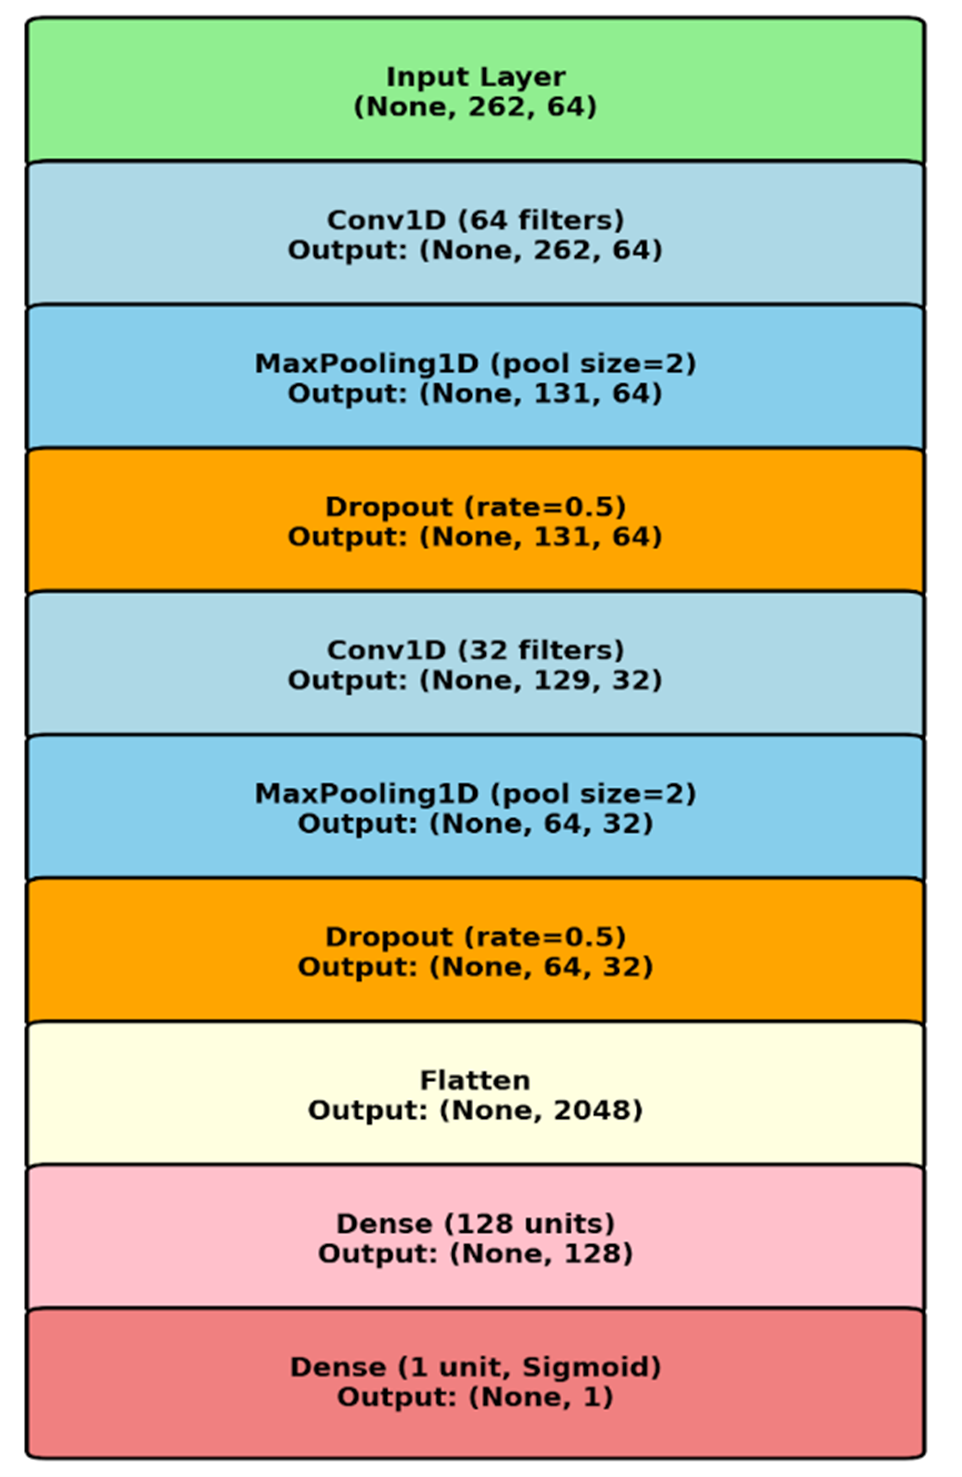 Input Layer
(None, 262, 64)
Conv1D (64 filters)
Output: (None, 262, 64)
MaxPooling1D (pool size=2)
Output: (None, 131, 64)
Dropout (rate=0.5)
Output: (None, 131, 64)
Conv1D (32 filters)
Output: (None, 129, 32)
MaxPooling1D (pool size=2)
Output: (None, 64, 32)
Dropout (rate=0.5)
Output: (None, 64, 32)
Flatten
Output: (None, 2048)
Dense (128 units)
Output: (None, 128)
Dense (1 unit, Sigmoid)
Output: (None, 1)